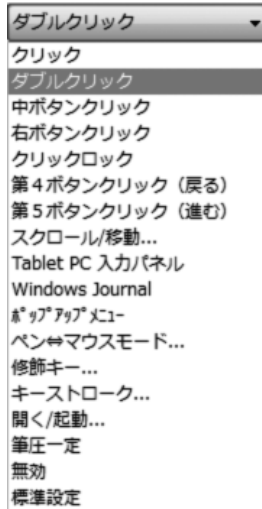 ダブルクリック
クリック
ダブルクリック
中ボタンクリック
右ボタンクリック
クリックロック
第4ボタンクリック（戻る）
第5ボタンクリック（進む）
スクロール/移動...
Tablet PC 入力パネル
Windows Journal
ﾎﾟｯﾌﾟｱｯﾌﾟﾒﾆｭｰ
ペン⇔マウスモード...
修飾キー...
キーストローク...
開く/起動...
筆圧一定
無効
標準設定